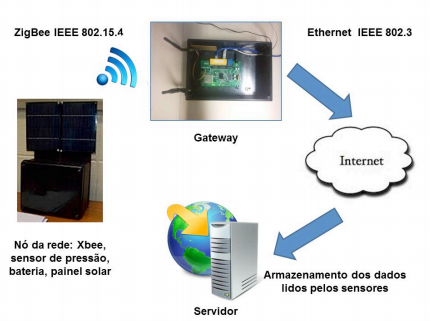 ZigBee IEEE 802.15.4
Ethernet IEEE 802.3
Gateway
Internet
Nó da rede: Xbee,
sensor de pressão,
bateria, painel solar
Armazenamento dos dados
lidos pelos sensores
Servidor